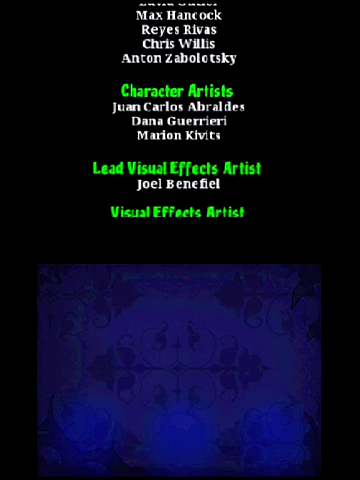 Max Hancock
Reyes Rivas
Chris Willis
Anton Zabolotsky
Character Artists
Juan Carlos Abraldes
Dana Guerrieri
Marion Kivits
Lead Visual Effects Artist
Joel Benefiel
Visual Effects Artist